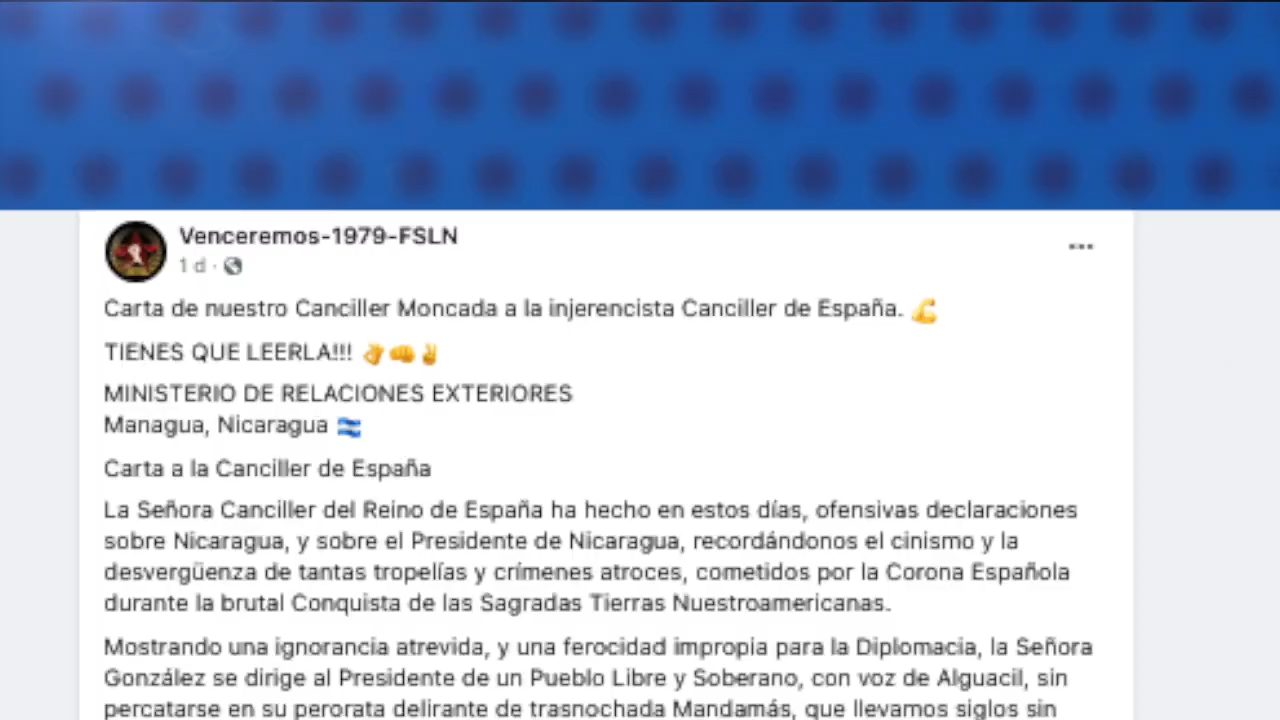 Venceremos-1979-FSLN
1 d ·
Carta de nuestro Canciller Moncada a la injerencista Canciller de España. 💪
TIENES QUE LEERLA!!! 👌👊✌
MINISTERIO DE RELACIONES EXTERIORES
Managua, Nicaragua 🇳🇮
Carta a la Canciller de España
La Señora Canciller del Reino de España ha hecho en estos días, ofensivas declaraciones
sobre Nicaragua, y sobre el Presidente de Nicaragua, recordándonos el cinismo y la
desvergüenza de tantas tropelías y crímenes atroces, cometidos por la Corona Española
durante la brutal Conquista de las Sagradas Tierras Nuestroamericanas.
Mostrando una ignorancia atrevida, y una ferocidad impropia para la Diplomacia, la Señora
González se dirige al Presidente de un Pueblo Libre y Soberano, con voz de Alguacil, sin
percatarse en su perorata delirante de trasnochada Mandamás, que llevamos siglos sin